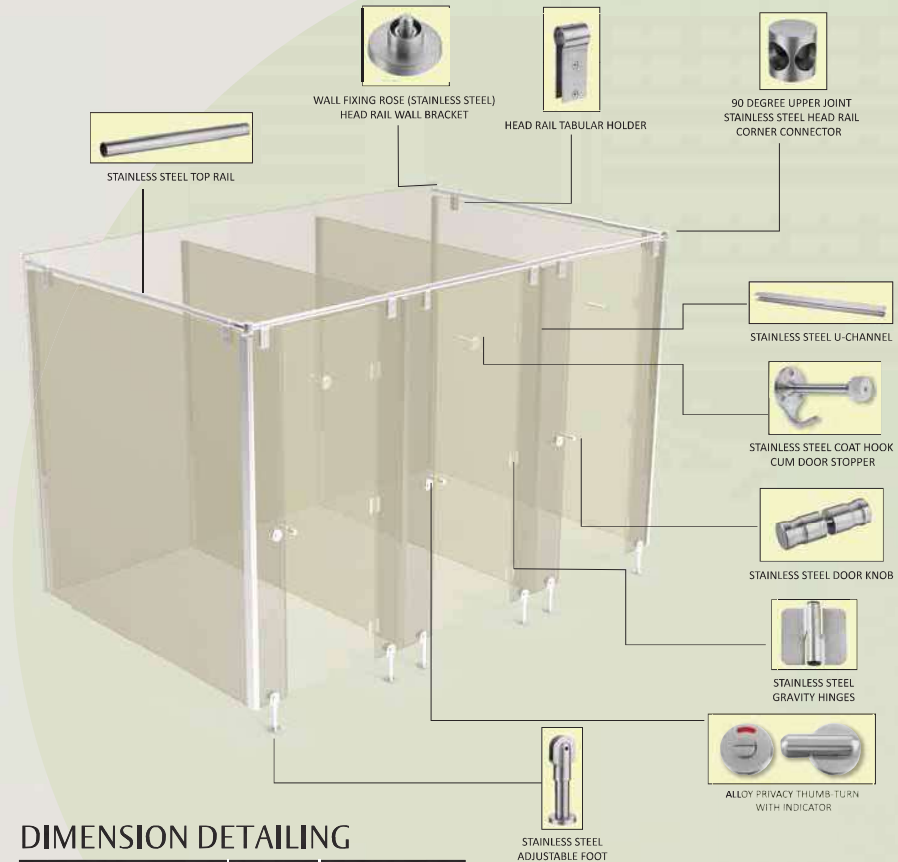 WALL FIXING ROSE (STAINLESS STEEL)
HEAD RAIL WALL BRACKET
HEAD RAIL TABULAR HOLDER
90 DEGREE UPPER JOINT
STAINLESS STEEL HEAD RAIL
CORNER CONNECTOR
STAINLESS STEEL TOP RAIL
STAINLESS STEEL U-CHANNEL
STAINLESS STEEL COAT HOOK
CUM DOOR STOPPER
STAINLESS STEEL DOOR KNOB
STAINLESS STEEL
GRAVITY HINGES
ALLOY PRIVACY THUMB-TURN
WITH INDICATOR
STAINLESS STEEL
ADJUSTABLE FOOT
DIMENSION DETAILING